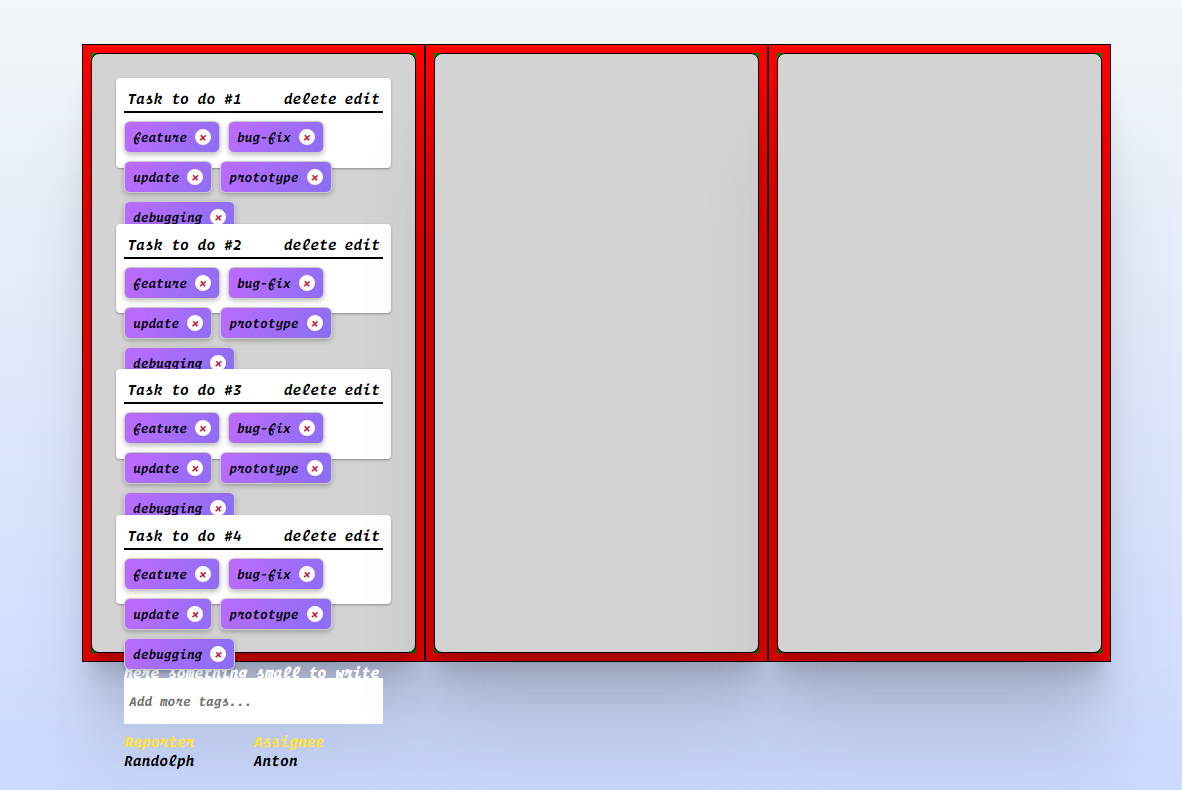 Task to do #1 delete edit
feature × bug-fix ×
update × prototype ×
debugging ×
Task to do #2 delete edit
feature × bug-fix ×
update × prototype ×
debugging ×
Task to do #3 delete edit
feature × bug-fix ×
update × prototype ×
debugging ×
Task to do #4 delete edit
feature × bug-fix ×
update × prototype ×
debugging ×
here something small to write
Add more tags...
Reporter Assignee
Randolph Anton